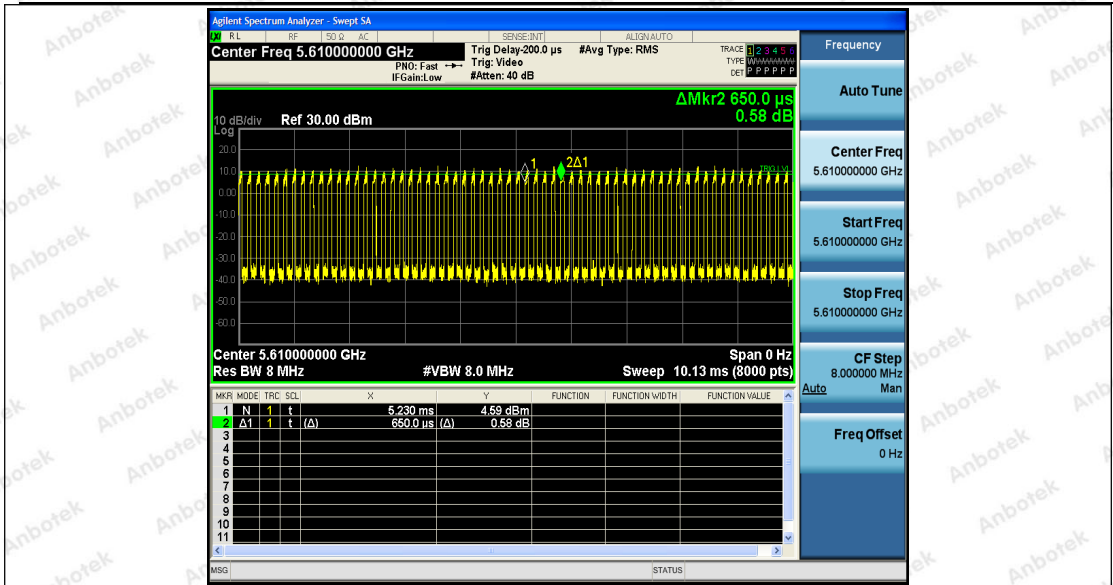 Agilent Spectrum Analyzer - Swept SA
LXI RL RF 50 Ω AC SENSE:INT ALIGN AUTO
Center Freq 5.610000000 GHz
PNO: Fast
IFGain:Low
Trig Delay-200.0 µs
Trig: Video
#Atten: 40 dB
#Avg Type: RMS
TRACE 1 2 3 4 5 6
TYPE W
DET P P P P P P
ΔMkr2 650.0 µs
0.58 dB
10 dB/div
Log
Ref 30.00 dBm
20.0
10.0
0.00
-10.0
-20.0
-30.0
-40.0
-50.0
-60.0
1
2Δ1
TRIG LVL
Center 5.610000000 GHz
Span 0 Hz
Res BW 8 MHz
#VBW 8.0 MHz
Sweep 10.13 ms (8000 pts)
MKR MODE TRC SCL X Y FUNCTION FUNCTION WIDTH FUNCTION VALUE
1 N 1 t 5.230 ms 4.59 dBm
2 Δ1 1 t (Δ) 650.0 µs (Δ) 0.58 dB
3
4
5
6
7
8
9
10
11
MSG
STATUS
Frequency
Auto Tune
Center Freq
5.610000000 GHz
Start Freq
5.610000000 GHz
Stop Freq
5.610000000 GHz
CF Step
8.000000 MHz
Auto Man
Freq Offset
0 Hz
Anbotek